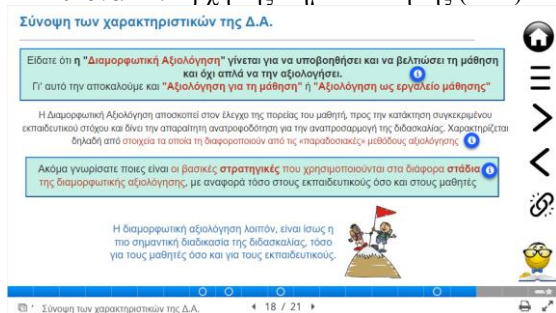 Σύνοψη των χαρακτηριστικών της Δ.Α.
Είδατε ότι η "Διαμορφωτική Αξιολόγηση" γίνεται για να υποβοηθήσει και να βελτιώσει τη μάθηση
και όχι απλά να την αξιολογήσει.
Γι' αυτό την αποκαλούμε και "Αξιολόγηση για τη μάθηση" ή "Αξιολόγηση ως εργαλείο μάθησης"
Η Διαμορφωτική Αξιολόγηση αποσκοπεί στον έλεγχο της πορείας του μαθητή, προς την κατάκτηση συγκεκριμένου
εκπαιδευτικού στόχου και δίνει την απαραίτητη ανατροφοδότηση για την αναπροσαρμογή της διδασκαλίας. Χαρακτηρίζεται
δηλαδή από στοιχεία τα οποία τη διαφοροποιούν από τις «παραδοσιακές» μεθόδους αξιολόγησης
Ακόμα γνωρίσατε ποιες είναι οι βασικές στρατηγικές που χρησιμοποιούνται στα διάφορα στάδια
της διαμορφωτικής αξιολόγησης, με αναφορά τόσο στους εκπαιδευτικούς όσο και στους μαθητές
Η διαμορφωτική αξιολόγηση λοιπόν, είναι ίσως η
πιο σημαντική διαδικασία της διδασκαλίας, τόσο
για τους μαθητές όσο και για τους εκπαιδευτικούς.
Σύνοψη των χαρακτηριστικών της Δ.Α.
18 / 21